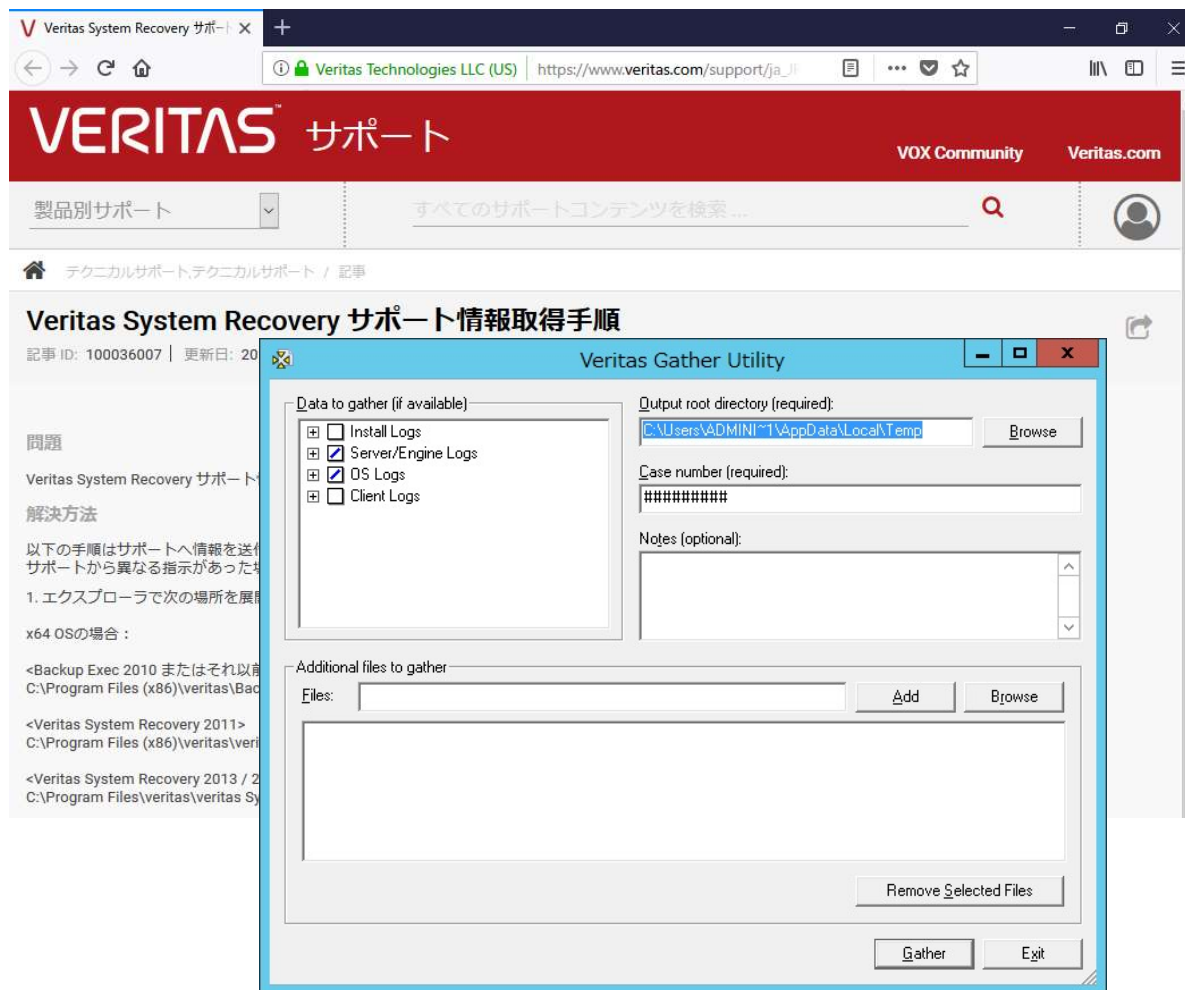 Veritas System Recovery サポート
Veritas Technologies LLC (US) https://www.veritas.com/support/ja_
VERITAS™ サポート
VOX Community Veritas.com
製品別サポート すべてのサポートコンテンツを検索 ...
テクニカルサポート,テクニカルサポート / 記事
Veritas System Recovery サポート情報取得手順
記事 ID: 100036007 | 更新日: 20
問題
Veritas System Recovery サポート
解決方法
以下の手順はサポートへ情報を送
サポートから異なる指示があった
1. エクスプローラで次の場所を展
x64 OSの場合：
<Backup Exec 2010 またはそれ以前
C:\Program Files (x86)\veritas\Bac
<Veritas System Recovery 2011>
C:\Program Files (x86)\veritas\veri
<Veritas System Recovery 2013 / 2
C:\Program Files\veritas\veritas Sy
Veritas Gather Utility
Data to gather (if available)
Install Logs
Server/Engine Logs
OS Logs
Client Logs
Output root directory (required):
C:\Users\ADMINI~1\AppData\Local\Temp Browse
Case number (required):
#########
Notes (optional):
Additional files to gather
Files: Add Browse
Remove Selected Files
Gather Exit